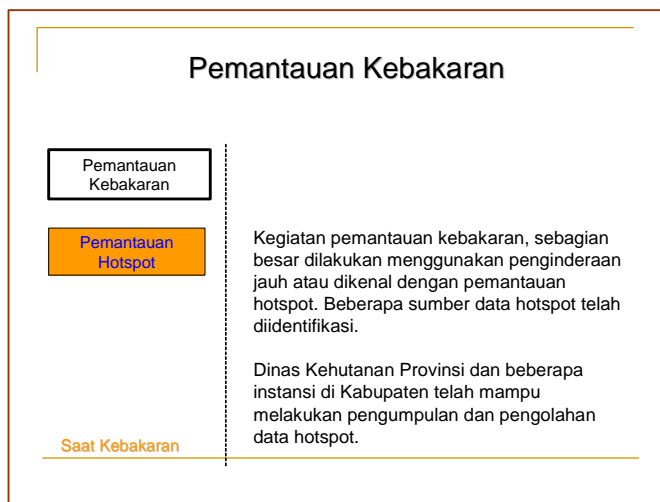 Pemantauan Kebakaran
Pemantauan
Kebakaran
Pemantauan
Hotspot
Kegiatan pemantauan kebakaran, sebagian
besar dilakukan menggunakan penginderaan
jauh atau dikenal dengan pemantauan
hotspot. Beberapa sumber data hotspot telah
diidentifikasi.
Dinas Kehutanan Provinsi dan beberapa
instansi di Kabupaten telah mampu
melakukan pengumpulan dan pengolahan
data hotspot.
Saat Kebakaran